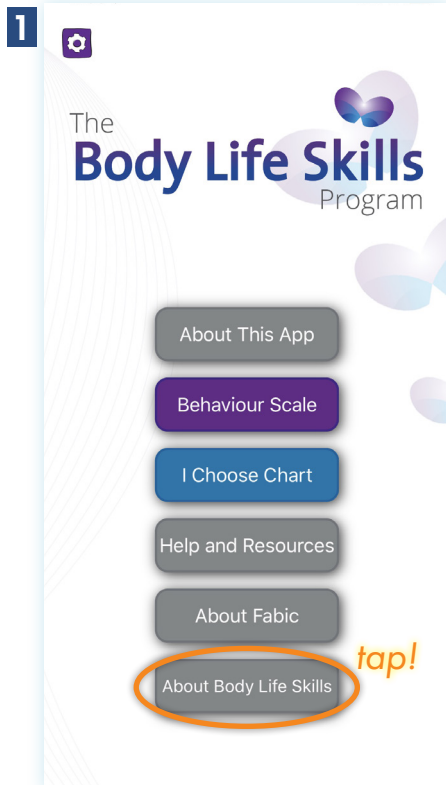 1
The
Body Life Skills
Program
About This App
Behaviour Scale
I Choose Chart
Help and Resources
About Fabic
tap!
About Body Life Skills